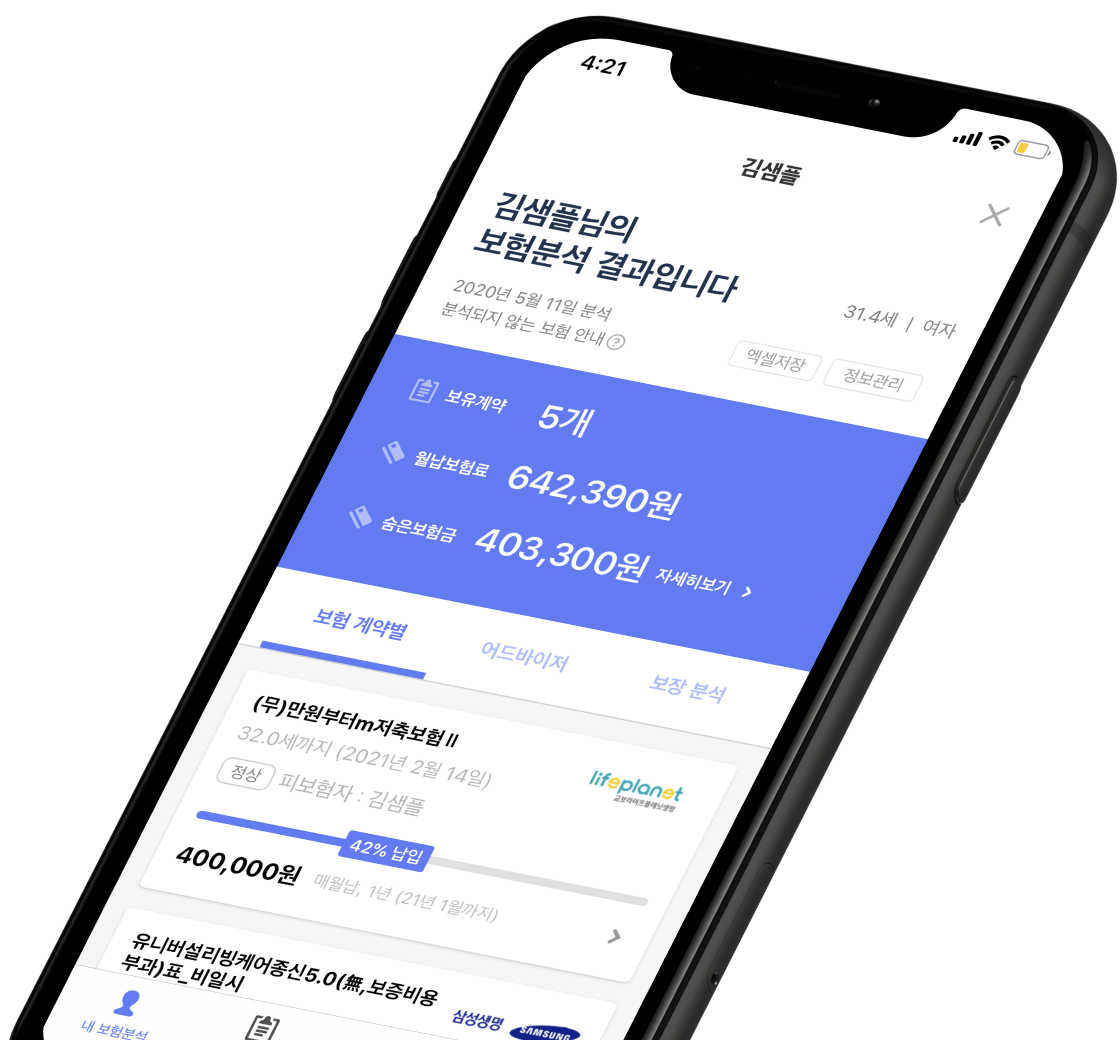 4:21
김샘플
김샘플님의
보험분석 결과입니다
2020년 5월 11일 분석
분석되지 않는 보험 안내 ?
31.4세 | 여자
엑셀저장
정보관리
보유계약 5개
월납보험료 642,390원
숨은보험금 403,300원 자세히보기
보험 계약별
어드바이저
보장 분석
(무)만원부터m저축보험Ⅱ
32.0세까지 (2021년 2월 14일)
정상 피보험자 : 김샘플
lifeplanet
교보라이프플래닛생명
42% 납입
400,000원 매월납, 1년 (21년 1월까지)
유니버설리빙케어종신5.0(無,보증비용
부과)표_비일시
삼성생명 SAMSUNG
내 보험분석